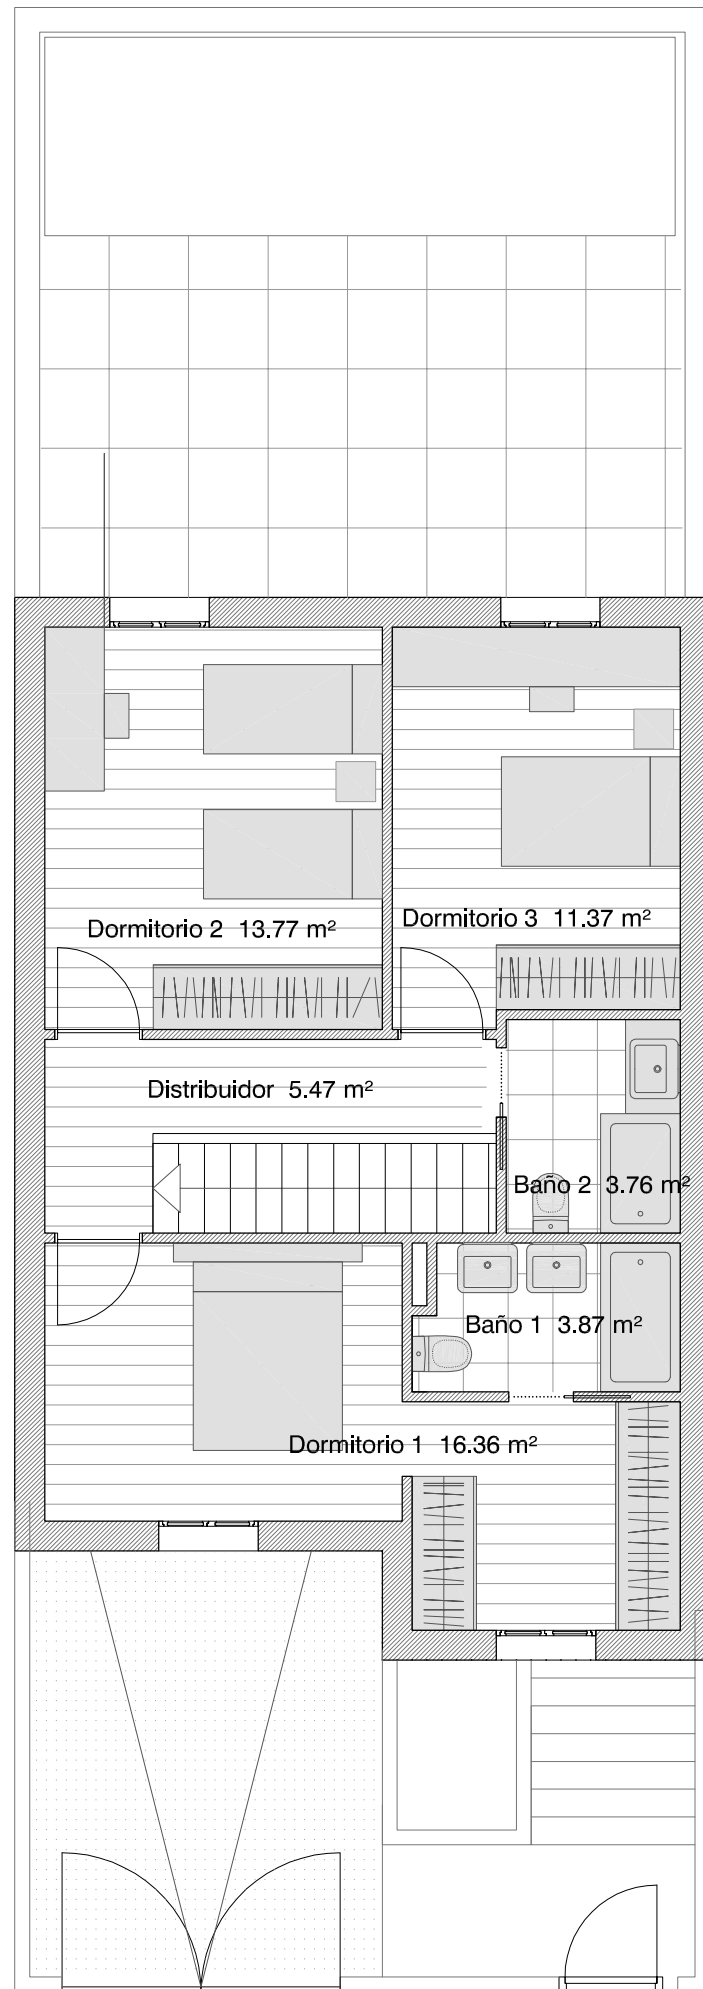 Dormitorio 2 13.77 m²
Dormitorio 3 11.37 m²
Distribuidor 5.47 m²
Baño 2 3.76 m²
Baño 1 3.87 m²
Dormitorio 1 16.36 m²